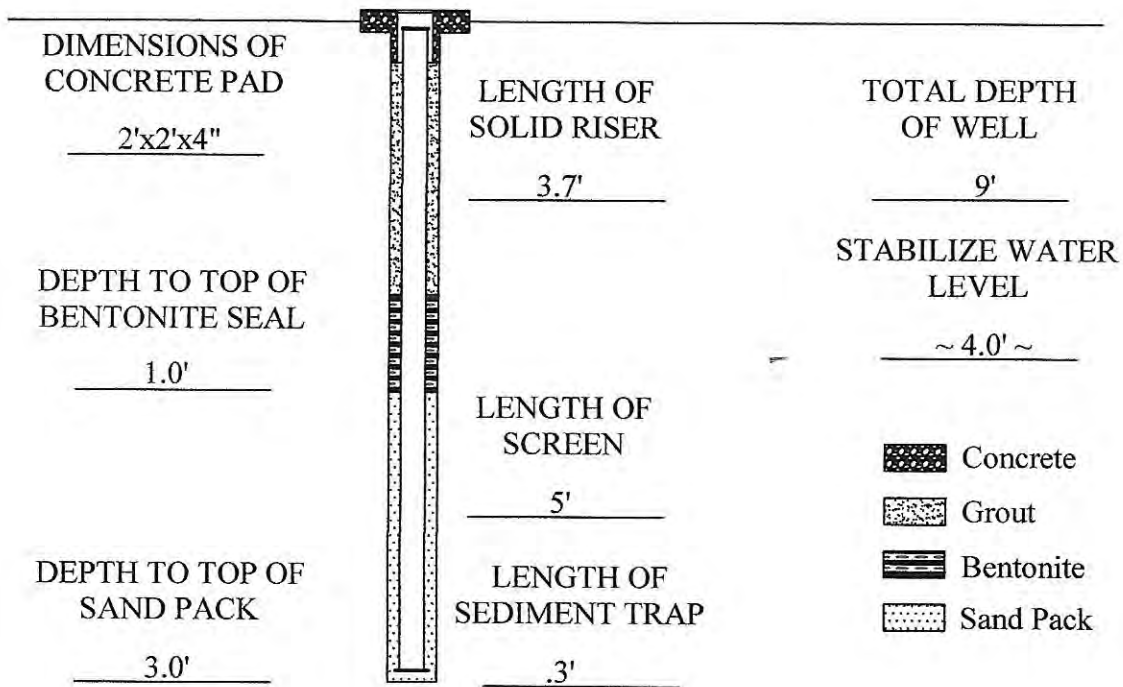 DIMENSIONS OF
CONCRETE PAD
2'x2'x4"
DEPTH TO TOP OF
BENTONITE SEAL
1.0'
DEPTH TO TOP OF
SAND PACK
3.0'
LENGTH OF
SOLID RISER
3.7'
LENGTH OF
SCREEN
5'
LENGTH OF
SEDIMENT TRAP
.3'
TOTAL DEPTH
OF WELL
9'
STABILIZE WATER
LEVEL
~ 4.0' ~
Concrete
Grout
Bentonite
Sand Pack